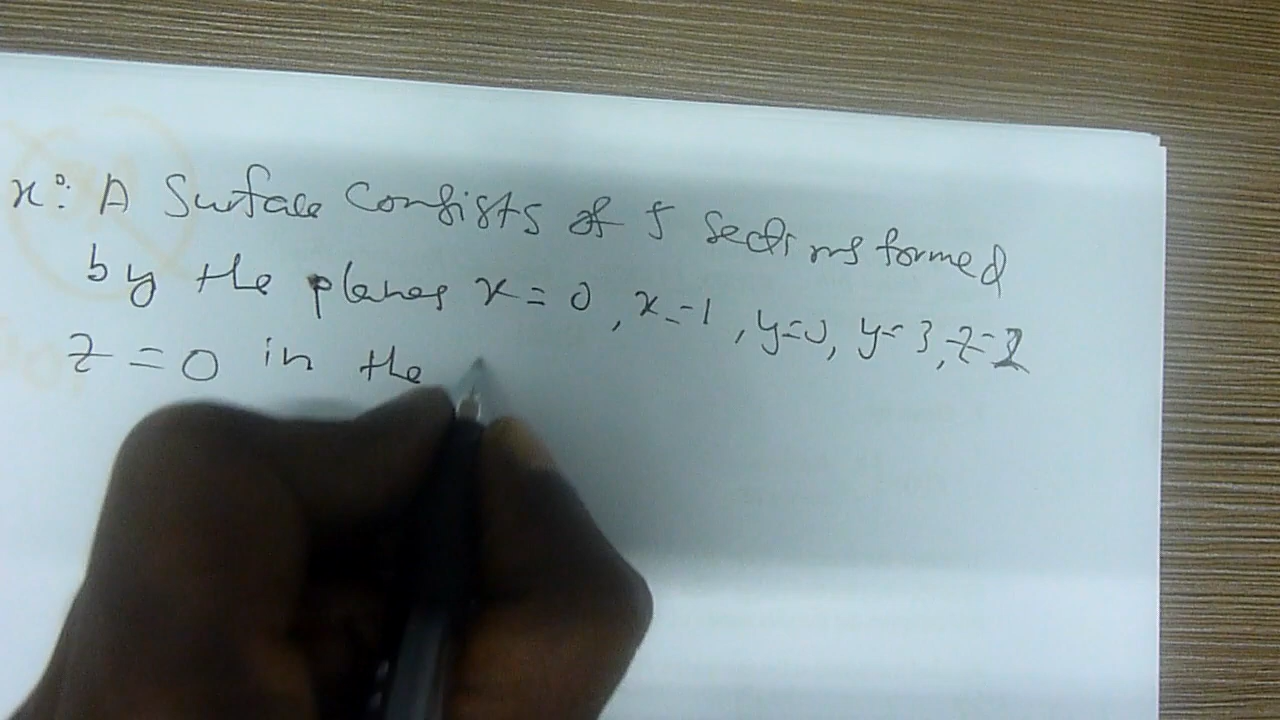 x: A Surface Consists of 5 Sections formed
by the planes x = 0, x = 1, y = 0, y = 3, z = 2
z = 0 in the